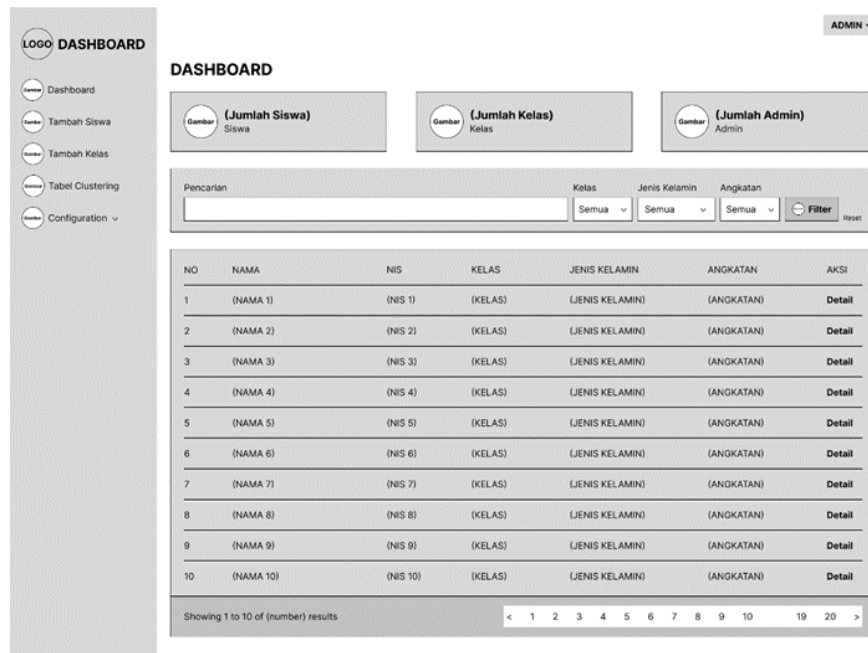 ADMIN
LOGO DASHBOARD
Gambar Dashboard
Gambar Tambah Siswa
Gambar Tambah Kelas
Gambar Tabel Clustering
Gambar Configuration
DASHBOARD
Gambar (Jumlah Siswa)
Siswa
Gambar (Jumlah Kelas)
Kelas
Gambar (Jumlah Admin)
Admin
Pencarian Kelas Jenis Kelamin Angkatan
Semua Semua Semua Filter Reset
NO NAMA NIS KELAS JENIS KELAMIN ANGKATAN AKSI
1 (NAMA 1) (NIS 1) (KELAS) (JENIS KELAMIN) (ANGKATAN) Detail
2 (NAMA 2) (NIS 2) (KELAS) (JENIS KELAMIN) (ANGKATAN) Detail
3 (NAMA 3) (NIS 3) (KELAS) (JENIS KELAMIN) (ANGKATAN) Detail
4 (NAMA 4) (NIS 4) (KELAS) (JENIS KELAMIN) (ANGKATAN) Detail
5 (NAMA 5) (NIS 5) (KELAS) (JENIS KELAMIN) (ANGKATAN) Detail
6 (NAMA 6) (NIS 6) (KELAS) (JENIS KELAMIN) (ANGKATAN) Detail
7 (NAMA 7) (NIS 7) (KELAS) (JENIS KELAMIN) (ANGKATAN) Detail
8 (NAMA 8) (NIS 8) (KELAS) (JENIS KELAMIN) (ANGKATAN) Detail
9 (NAMA 9) (NIS 9) (KELAS) (JENIS KELAMIN) (ANGKATAN) Detail
10 (NAMA 10) (NIS 10) (KELAS) (JENIS KELAMIN) (ANGKATAN) Detail
Showing 1 to 10 of (number) results < 1 2 3 4 5 6 7 8 9 10 19 20 >